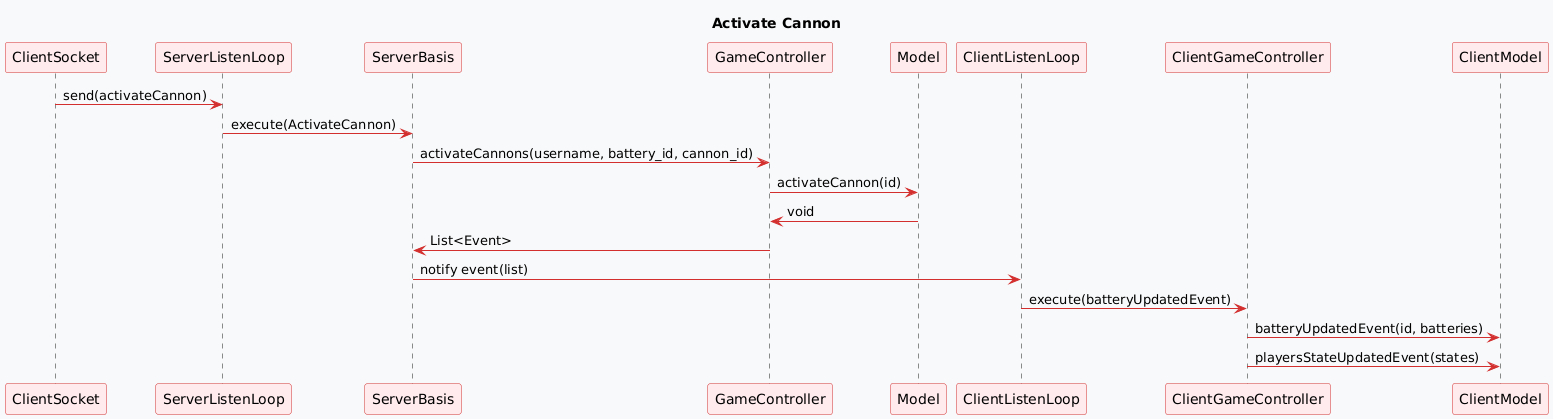 Activate Cannon
ClientSocket
ServerListenLoop
ServerBasis
GameController
Model
ClientListenLoop
ClientGameController
ClientModel
send(activateCannon)
execute(ActivateCannon)
activateCannons(username, battery_id, cannon_id)
activateCannon(id)
void
List<Event>
notify event(list)
execute(batteryUpdatedEvent)
batteryUpdatedEvent(id, batteries)
playersStateUpdatedEvent(states)
ClientSocket
ServerListenLoop
ServerBasis
GameController
Model
ClientListenLoop
ClientGameController
ClientModel